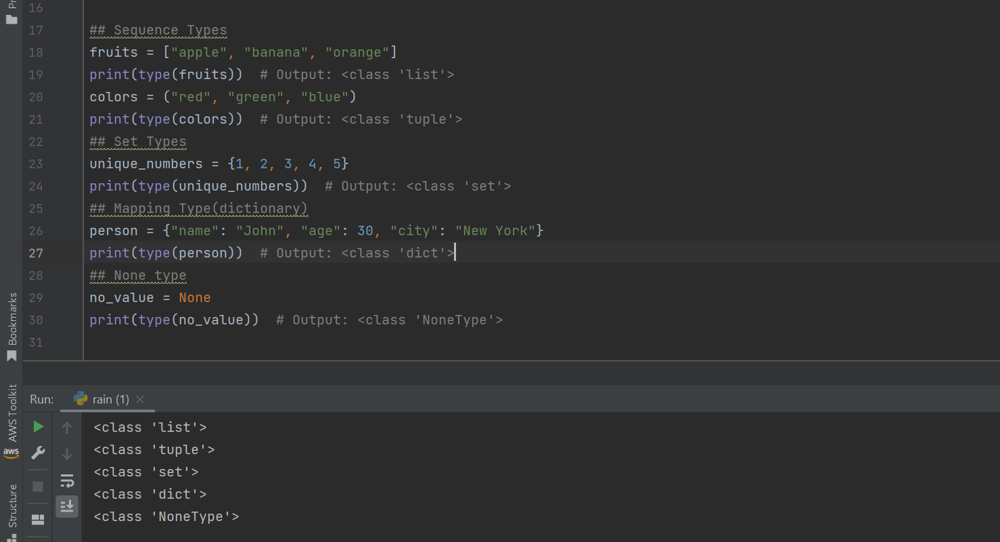 Pr
16
17 ## Sequence Types
18 fruits = ["apple", "banana", "orange"]
19 print(type(fruits))  # Output: <class 'list'>
20 colors = ("red", "green", "blue")
21 print(type(colors))  # Output: <class 'tuple'>
22 ## Set Types
23 unique_numbers = {1, 2, 3, 4, 5}
24 print(type(unique_numbers))  # Output: <class 'set'>
25 ## Mapping Type(dictionary)
26 person = {"name": "John", "age": 30, "city": "New York"}
27 print(type(person))  # Output: <class 'dict'>
28 ## None type
29 no_value = None
30 print(type(no_value))  # Output: <class 'NoneType'>
31
Bookmarks
AWS Toolkit
aws
Structure
Run: rain (1)
<class 'list'>
<class 'tuple'>
<class 'set'>
<class 'dict'>
<class 'NoneType'>